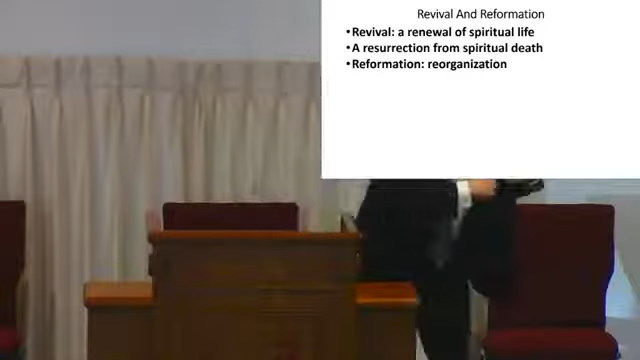 Revival And Reformation
•Revival: a renewal of spiritual life
•A resurrection from spiritual death
•Reformation: reorganization